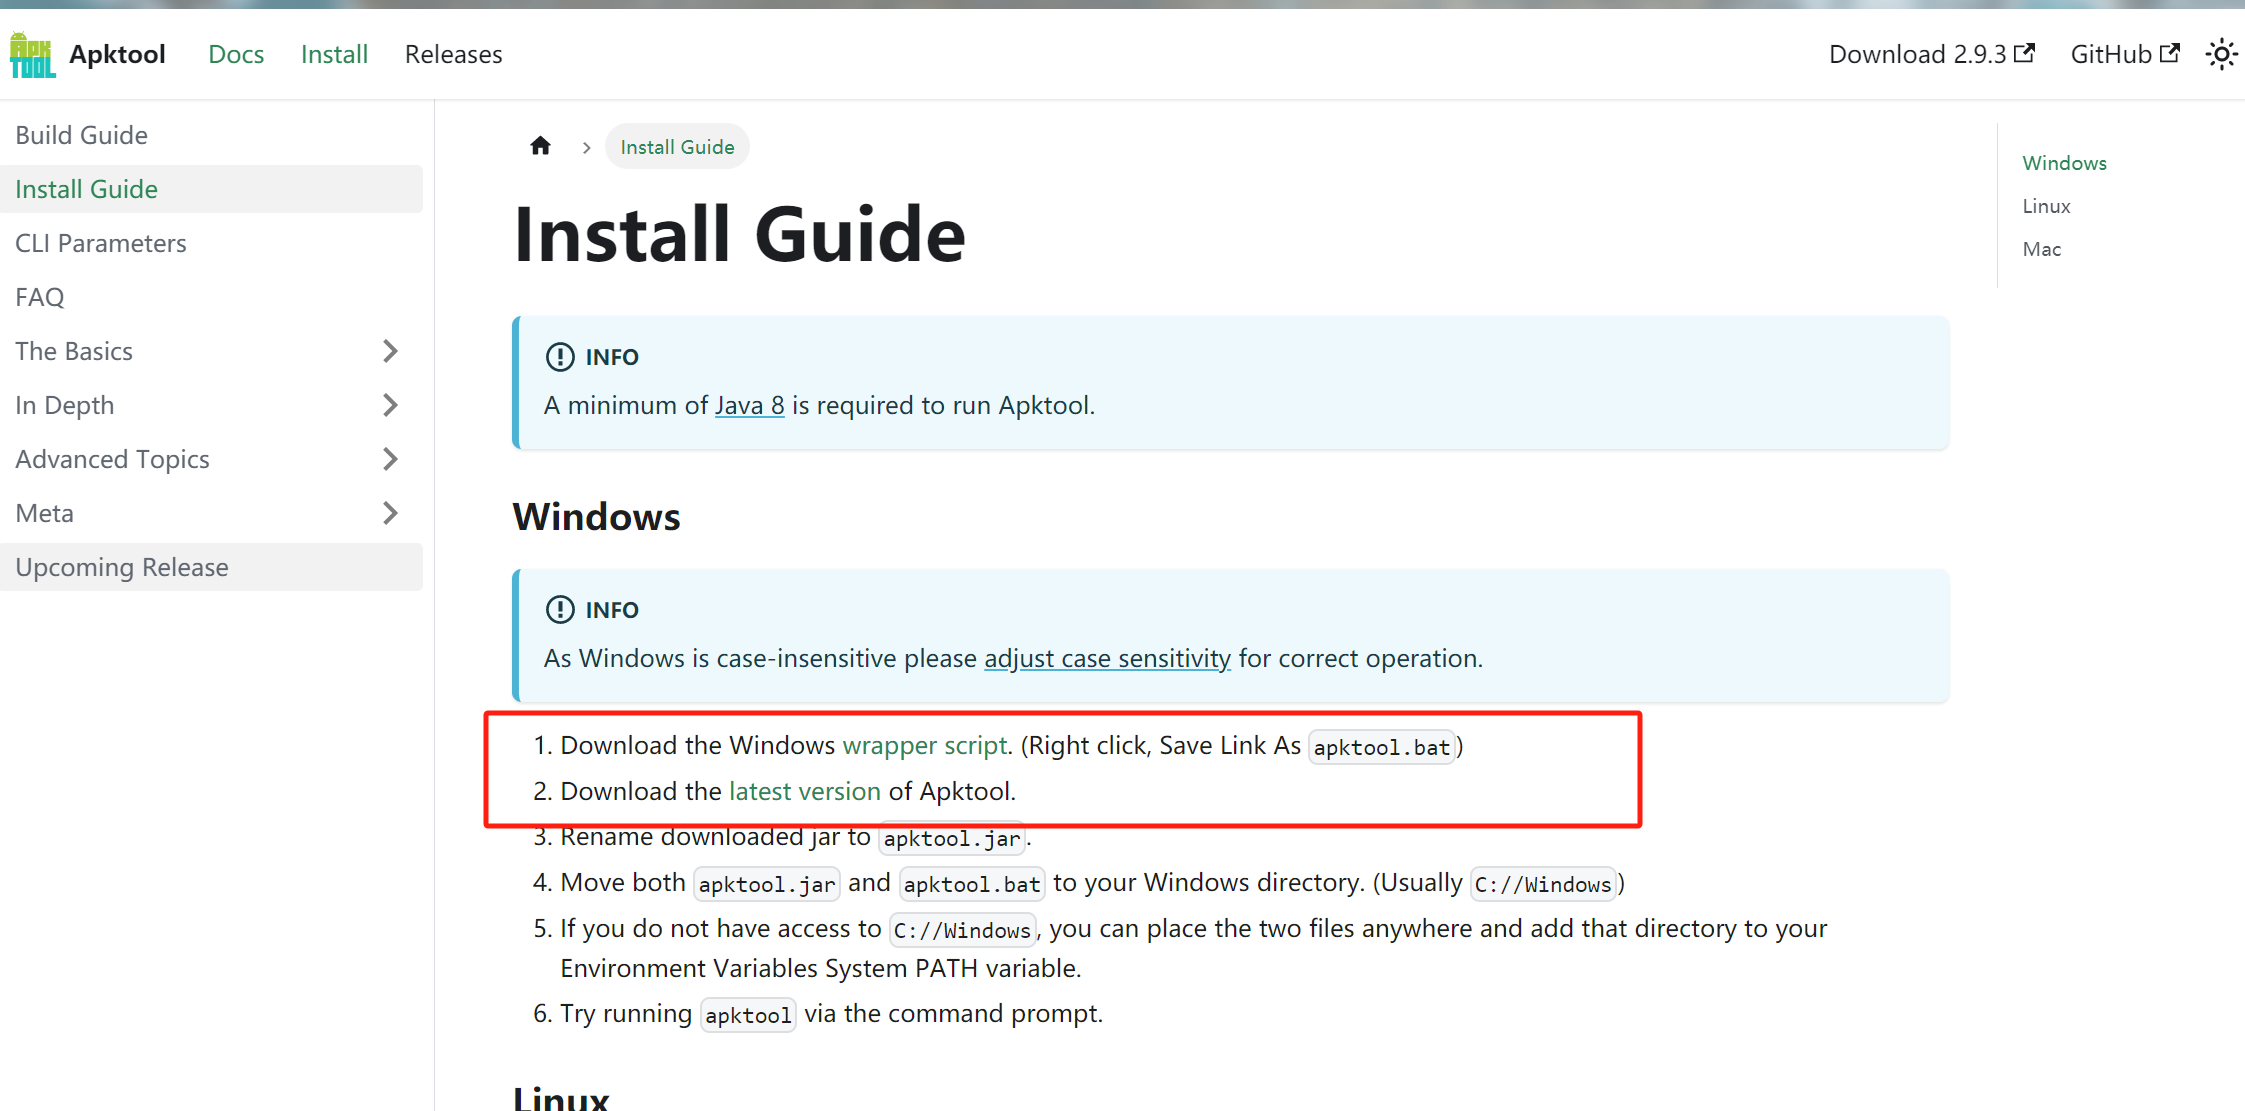 APK TOOL Apktool Docs Install Releases Download 2.9.3 GitHub
Build Guide
Install Guide
CLI Parameters
FAQ
The Basics
In Depth
Advanced Topics
Meta
Upcoming Release
Install Guide
Install Guide
INFO
A minimum of Java 8 is required to run Apktool.
Windows
INFO
As Windows is case-insensitive please adjust case sensitivity for correct operation.
1. Download the Windows wrapper script. (Right click, Save Link As apktool.bat)
2. Download the latest version of Apktool.
3. Rename downloaded jar to apktool.jar.
4. Move both apktool.jar and apktool.bat to your Windows directory. (Usually C://Windows)
5. If you do not have access to C://Windows, you can place the two files anywhere and add that directory to your
Environment Variables System PATH variable.
6. Try running apktool via the command prompt.
Linux
Windows
Linux
Mac